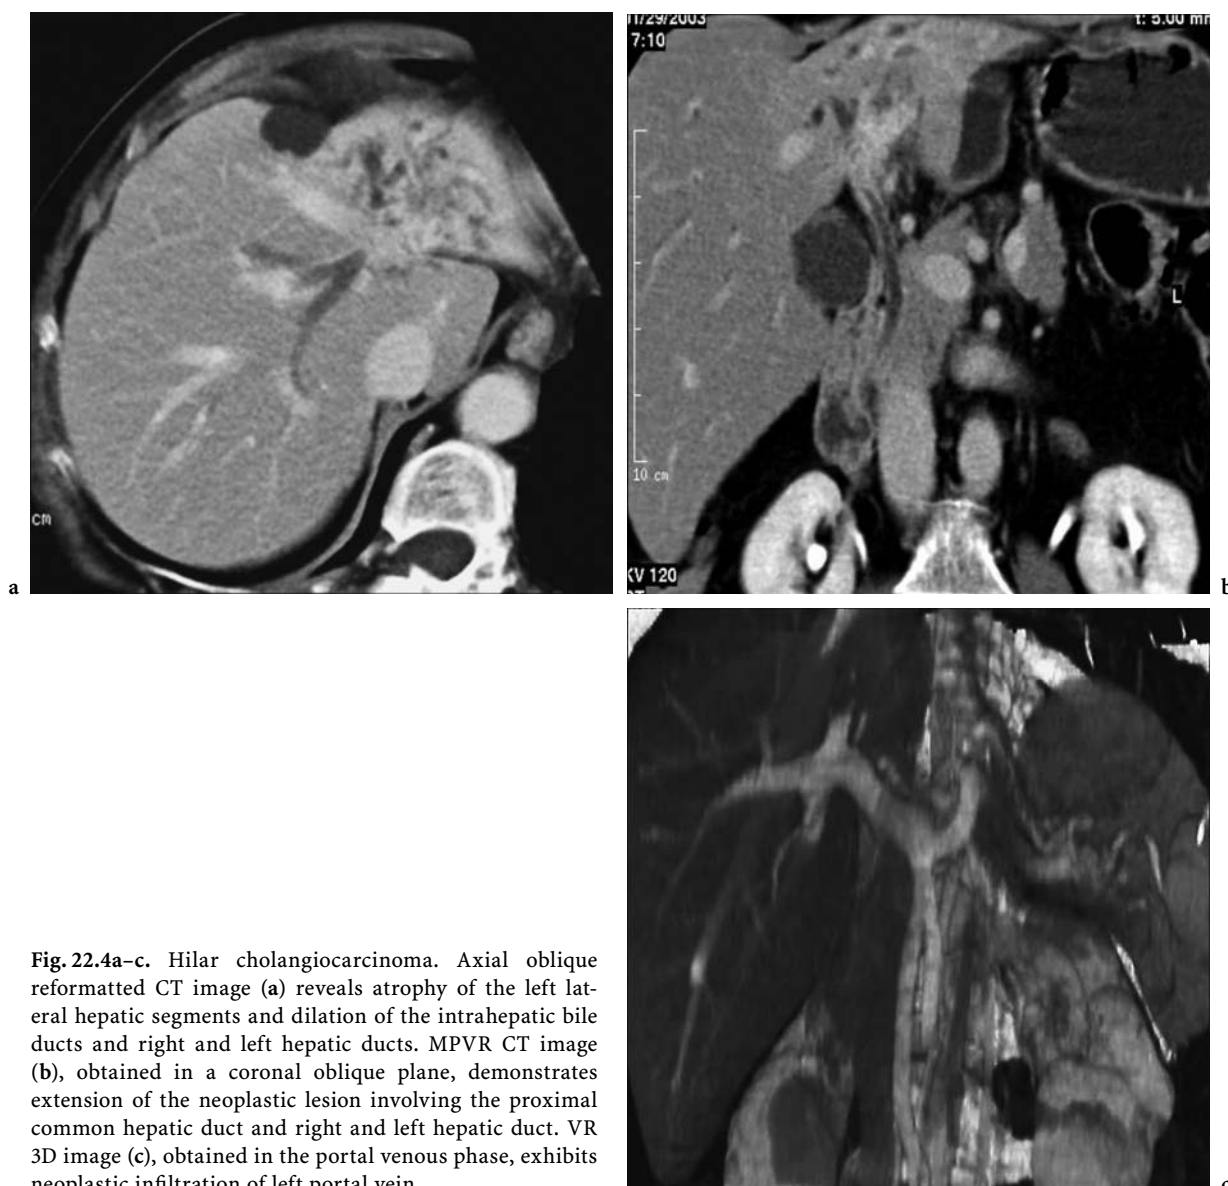 11/29/2003
7:10
t: 5.00 mm
L
10 cm
KV 120
cm
a
b
Fig. 22.4a–c. Hilar cholangiocarcinoma. Axial oblique
reformatted CT image (a) reveals atrophy of the left lat-
eral hepatic segments and dilation of the intrahepatic bile
ducts and right and left hepatic ducts. MPVR CT image
(b), obtained in a coronal oblique plane, demonstrates
extension of the neoplastic lesion involving the proximal
common hepatic duct and right and left hepatic duct. VR
3D image (c), obtained in the portal venous phase, exhibits
neoplastic infiltration of left portal vein